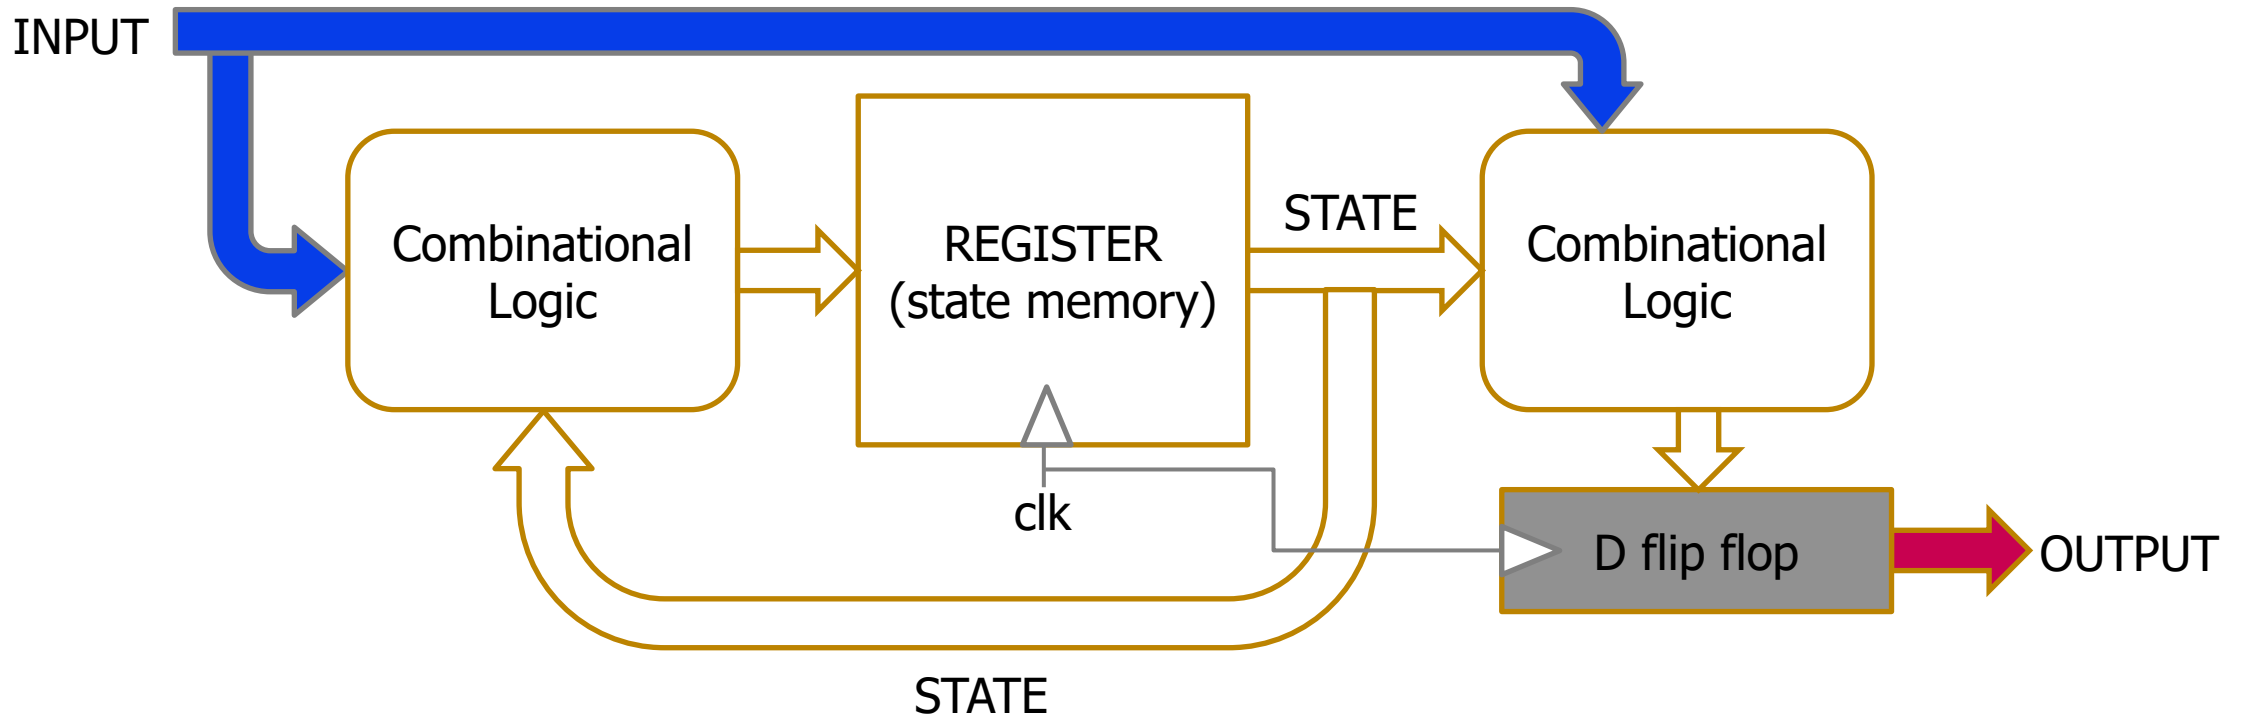 INPUT
Combinational
Logic
REGISTER
(state memory)
clk
STATE
Combinational
Logic
D flip flop
OUTPUT
STATE